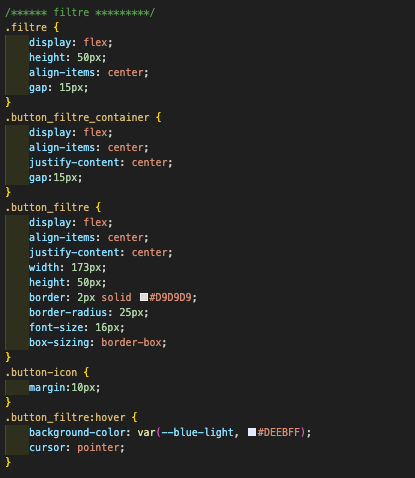 /****** filtre *********/
.filtre {
display: flex;
height: 50px;
align-items: center;
gap: 15px;
}
.button_filtre_container {
display: flex;
align-items: center;
justify-content: center;
gap:15px;
}
.button_filtre {
display: flex;
align-items: center;
justify-content: center;
width: 173px;
height: 50px;
border: 2px solid #D9D9D9;
border-radius: 25px;
font-size: 16px;
box-sizing: border-box;
}
.button-icon {
margin:10px;
}
.button_filtre:hover {
background-color: var(--blue-light, #DEEBFF);
cursor: pointer;
}